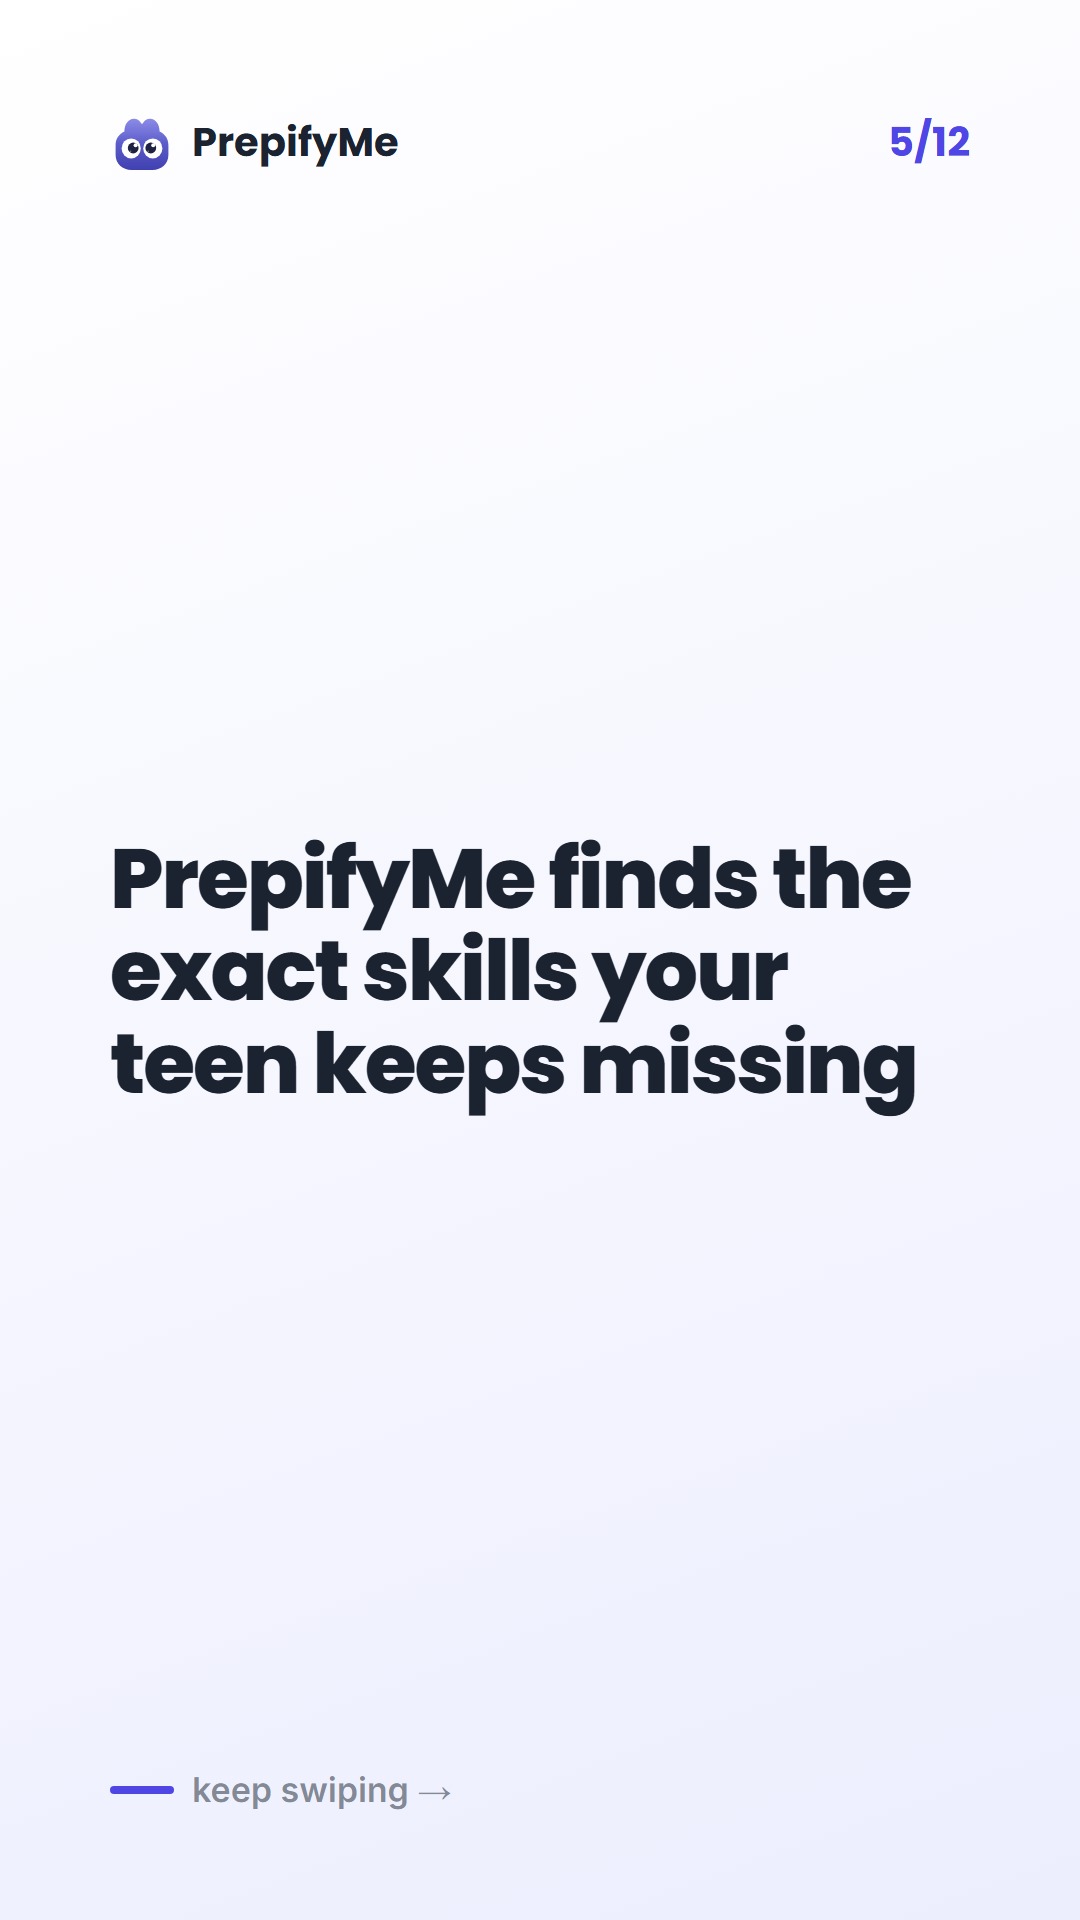 PrepifyMe
5/12
PrepifyMe finds the
exact skills your
teen keeps missing
keep swiping →